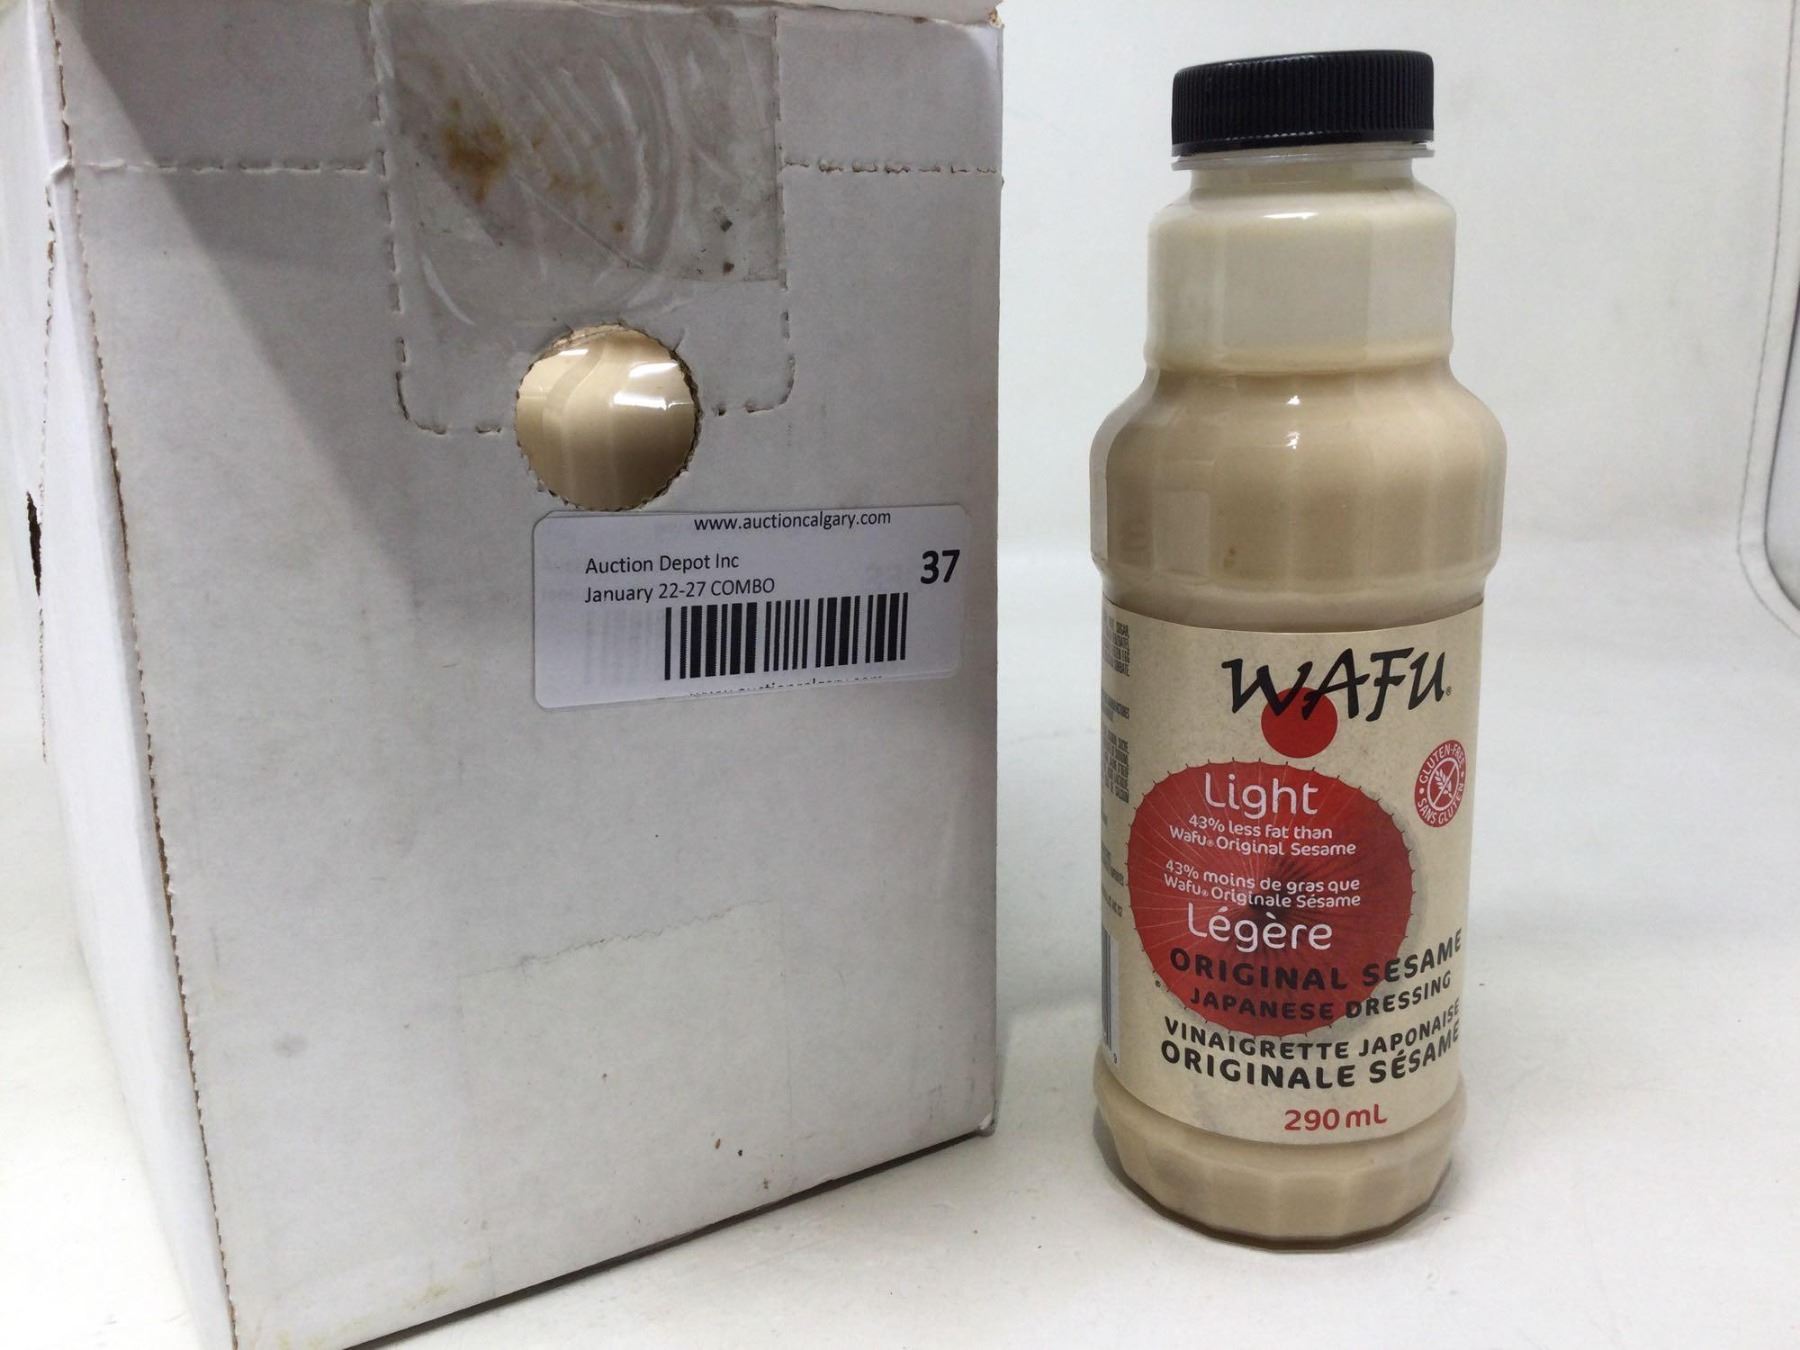 www.auctioncalgary.com
Auction Depot Inc
37
January 22-27 COMBO
WAFU®
GLUTEN-FREE
SANS GLUTEN
Light
43% less fat than
Wafu® Original Sesame
43% moins de gras que
Wafu® Originale Sésame
Légère
ORIGINAL SESAME
JAPANESE DRESSING
VINAIGRETTE JAPONAISE
ORIGINALE SÉSAME
290 mL